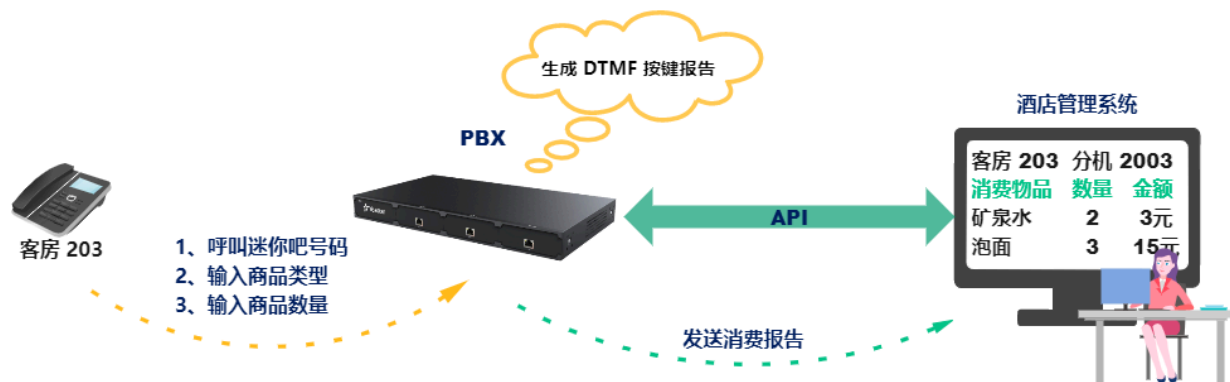 生成 DTMF 按键报告
酒店管理系统
PBX
客房 203 分机 2003
消费物品 数量 金额
矿泉水 2 3元
泡面 3 15元
API
客房 203
1、呼叫迷你吧号码
2、输入商品类型
3、输入商品数量
发送消费报告